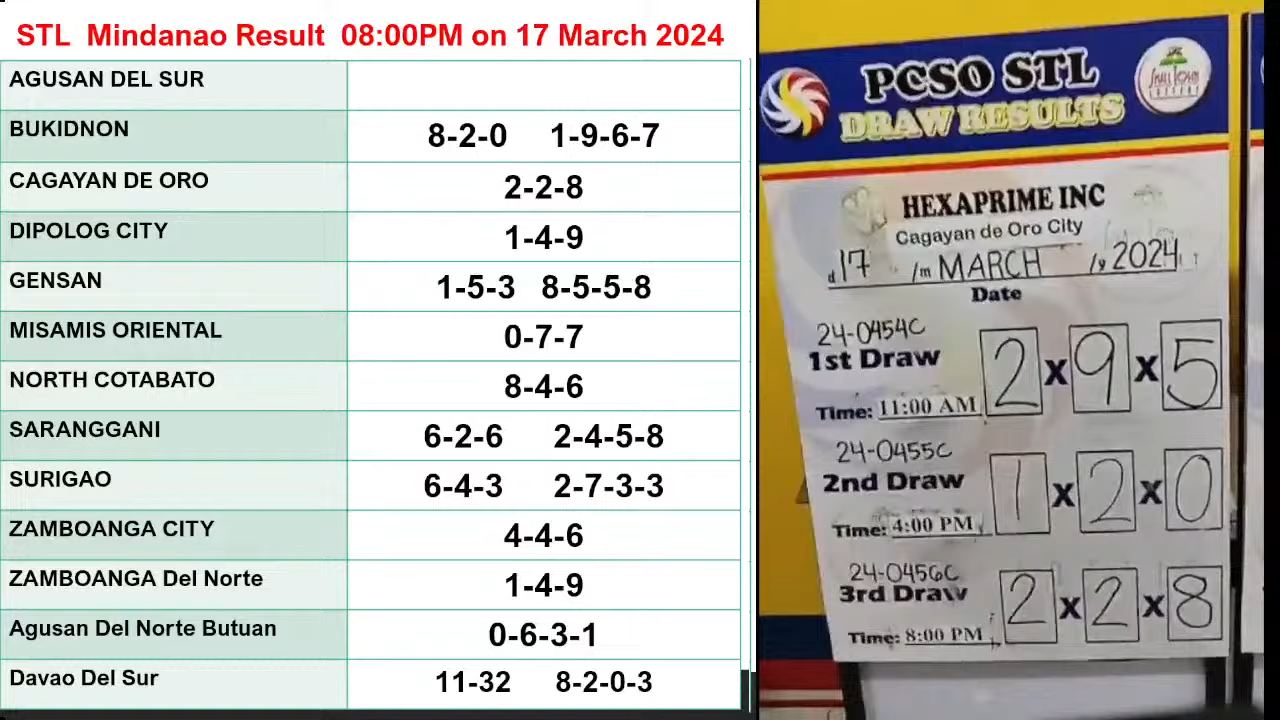 STL Mindanao Result 08:00PM on 17 March 2024
AGUSAN DEL SUR
BUKIDNON 8-2-0 1-9-6-7
CAGAYAN DE ORO 2-2-8
DIPOLOG CITY 1-4-9
GENSAN 1-5-3 8-5-5-8
MISAMIS ORIENTAL 0-7-7
NORTH COTABATO 8-4-6
SARANGGANI 6-2-6 2-4-5-8
SURIGAO 6-4-3 2-7-3-3
ZAMBOANGA CITY 4-4-6
ZAMBOANGA Del Norte 1-4-9
Agusan Del Norte Butuan 0-6-3-1
Davao Del Sur 11-32 8-2-0-3
PCSO STL
DRAW RESULTS
SMALL TOWN
LOTTERY
HEXAPRIME INC
Cagayan de Oro City
d 17 /m MARCH /y 2024
Date
24-0454C
1st Draw 2 x 9 x 5
Time: 11:00 AM
24-0455C
2nd Draw 1 x 2 x 0
Time: 4:00 PM
24-0456C
3rd Draw 2 x 2 x 8
Time: 8:00 PM